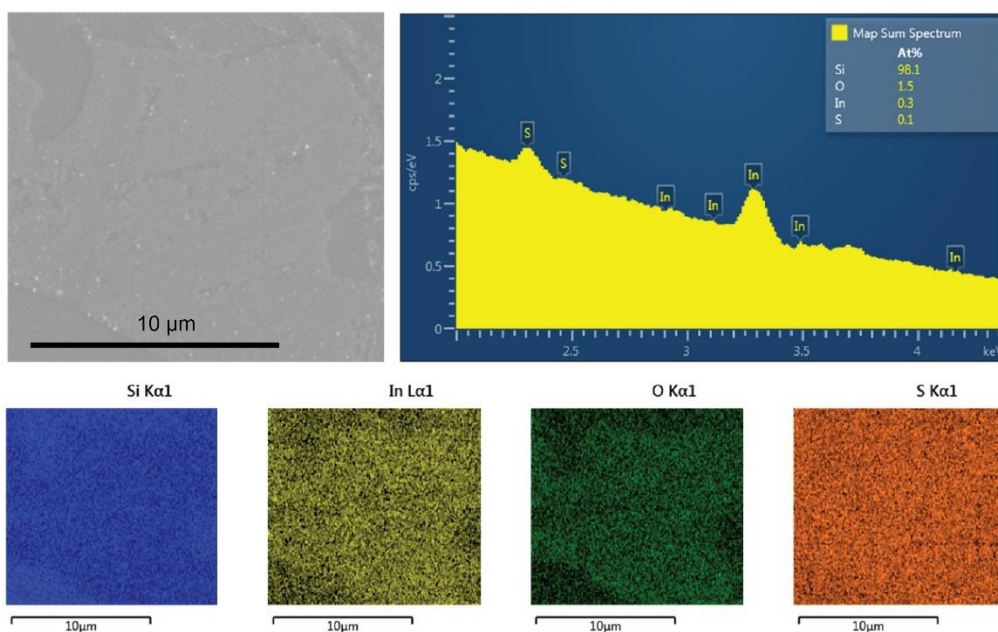 10 μm
Map Sum Spectrum
At%
Si 98.1
O 1.5
In 0.3
S 0.1
cps/eV
2
1.5
1
0.5
0
S
S
In
In
In
In
In
2.5
3
3.5
4
keV
Si Kα1
In Lα1
O Kα1
S Kα1
10μm
10μm
10μm
10μm